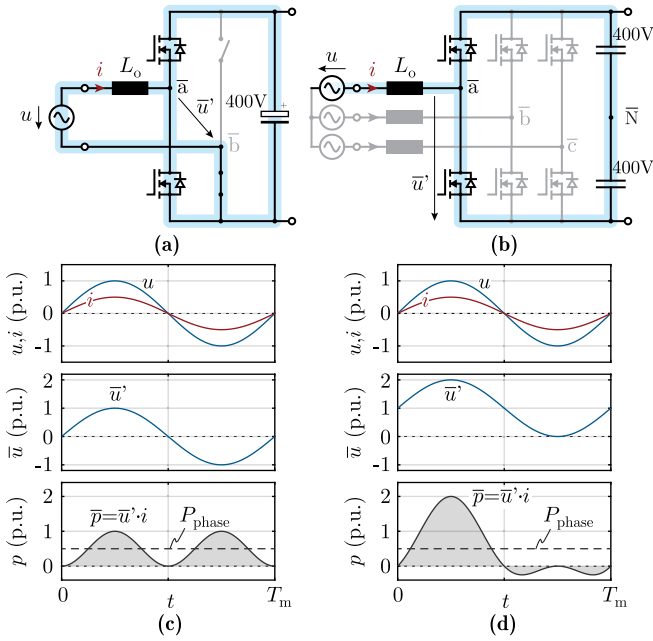 u
i
L_o
a̅
u̅'
400V
+
b̅
(a)
u
i
L_o
a̅
b̅
c̅
u̅'
400V
N̅
400V
(b)
u,i (p.u.)
1
0
-1
u
i
u̅ (p.u.)
2
1
0
-1
u̅'
p (p.u.)
2
1
0
p̅=u̅'·i
P_phase
0
t
T_m
(c)
u,i (p.u.)
1
0
-1
u
i
u̅ (p.u.)
2
1
0
-1
u̅'
p (p.u.)
2
1
0
p̅=u̅'·i
P_phase
0
t
T_m
(d)